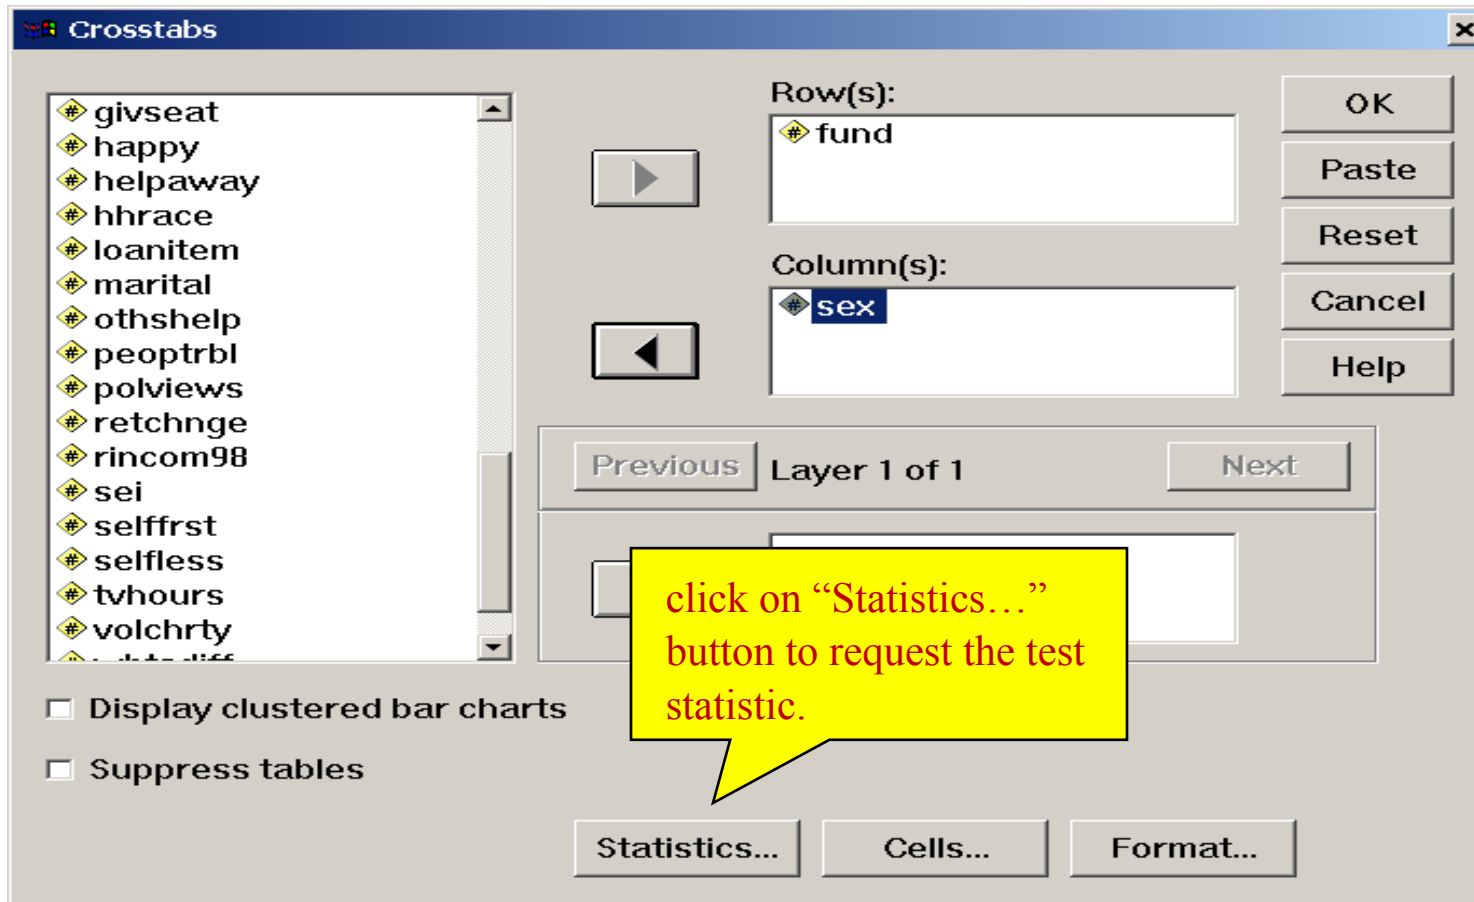 Crosstabs
givseat
happy
helpaway
hhrace
loanitem
marital
othshelp
peoptrbl
polviews
retchnge
rincom98
sei
selffrst
selfless
tvhours
volchrty
Row(s):
fund
Column(s):
sex
OK
Paste
Reset
Cancel
Help
Previous
Layer 1 of 1
Next
click on “Statistics…”
button to request the test
statistic.
Display clustered bar charts
Suppress tables
Statistics...
Cells...
Format...